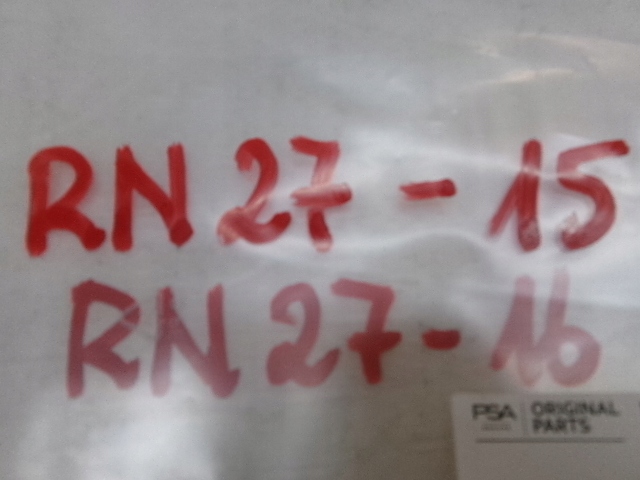 RN 27 - 15
RN 27 - 16
PSA ORIGINAL
PARTS